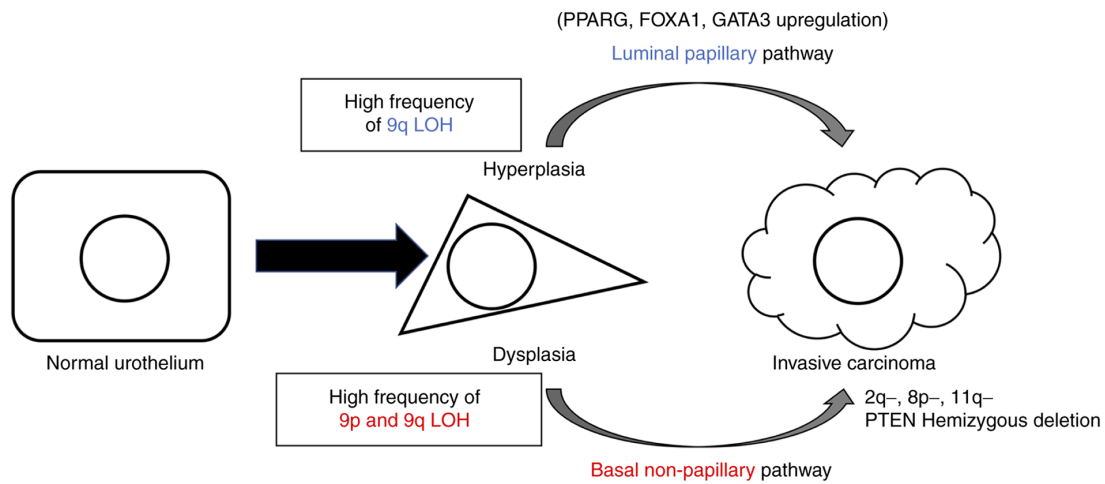 (PPARG, FOXA1, GATA3 upregulation)
Luminal papillary pathway
High frequency
of 9q LOH
Hyperplasia
Normal urothelium
Dysplasia
Invasive carcinoma
High frequency of
9p and 9q LOH
2q–, 8p–, 11q–
PTEN Hemizygous deletion
Basal non-papillary pathway